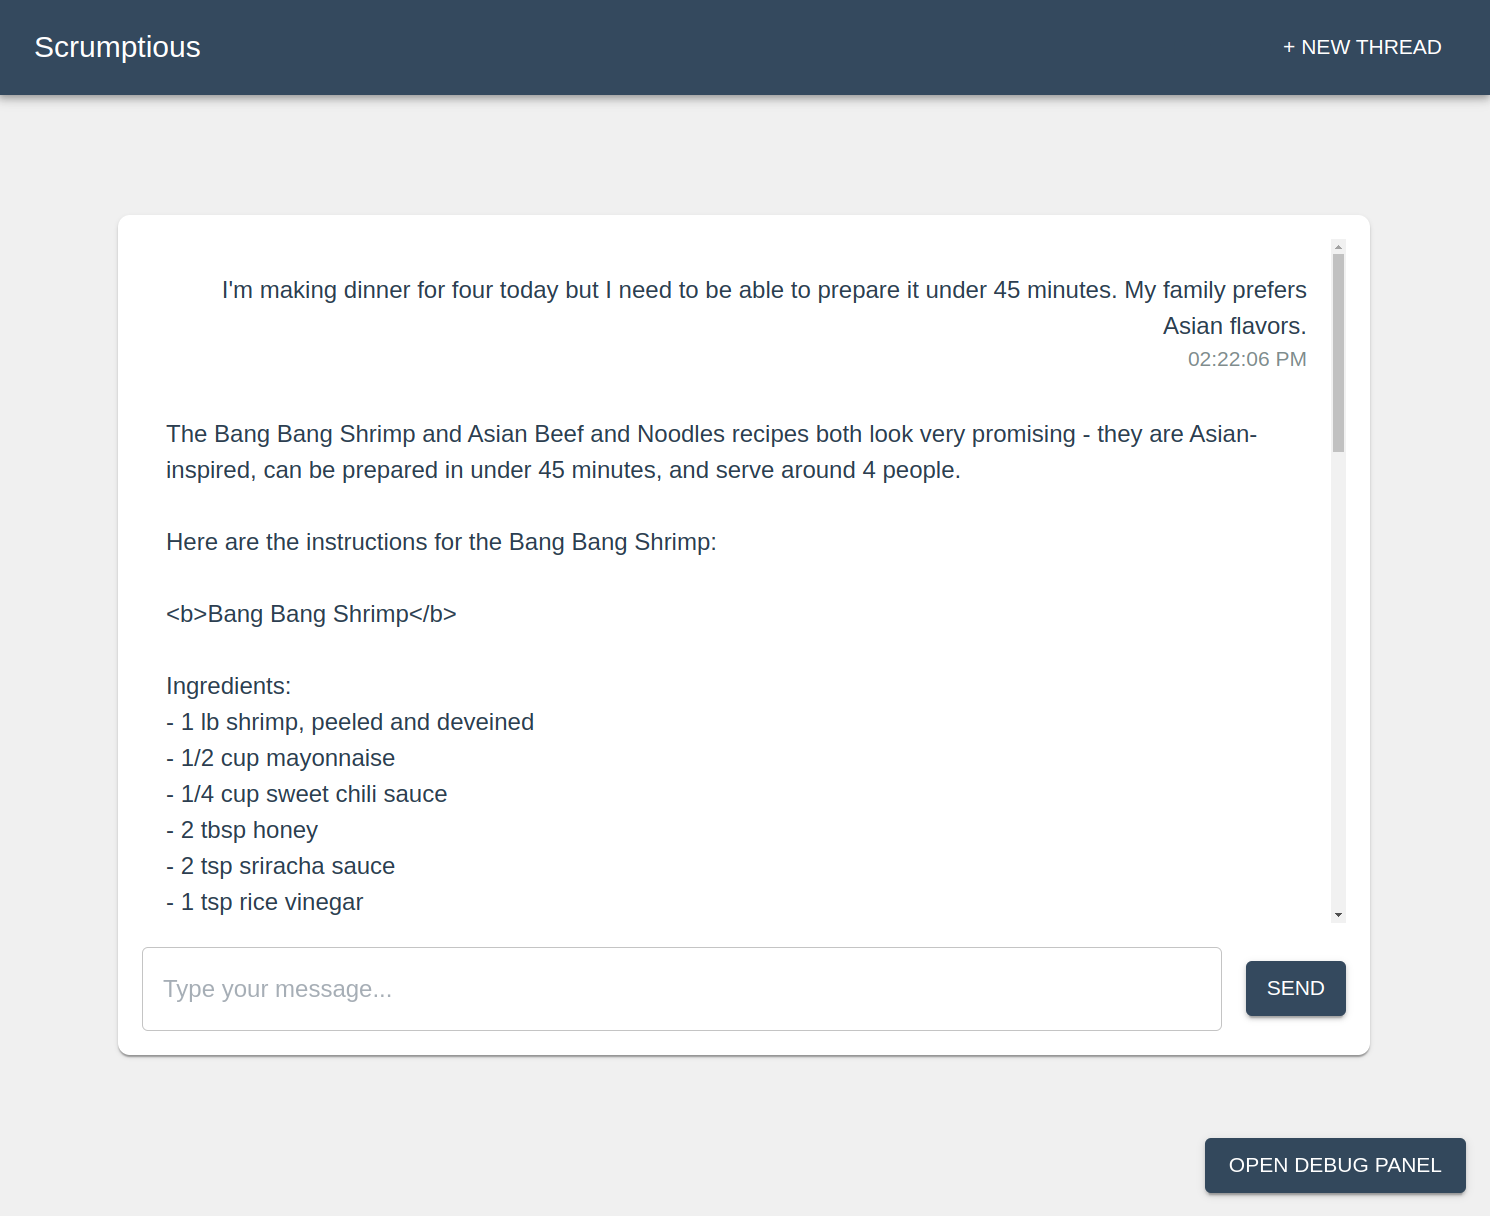 Scrumptious
+ NEW THREAD
I'm making dinner for four today but I need to be able to prepare it under 45 minutes. My family prefers
Asian flavors.
02:22:06 PM
The Bang Bang Shrimp and Asian Beef and Noodles recipes both look very promising - they are Asian-
inspired, can be prepared in under 45 minutes, and serve around 4 people.
Here are the instructions for the Bang Bang Shrimp:
<b>Bang Bang Shrimp</b>
Ingredients:
- 1 lb shrimp, peeled and deveined
- 1/2 cup mayonnaise
- 1/4 cup sweet chili sauce
- 2 tbsp honey
- 2 tsp sriracha sauce
- 1 tsp rice vinegar
Type your message...
SEND
OPEN DEBUG PANEL